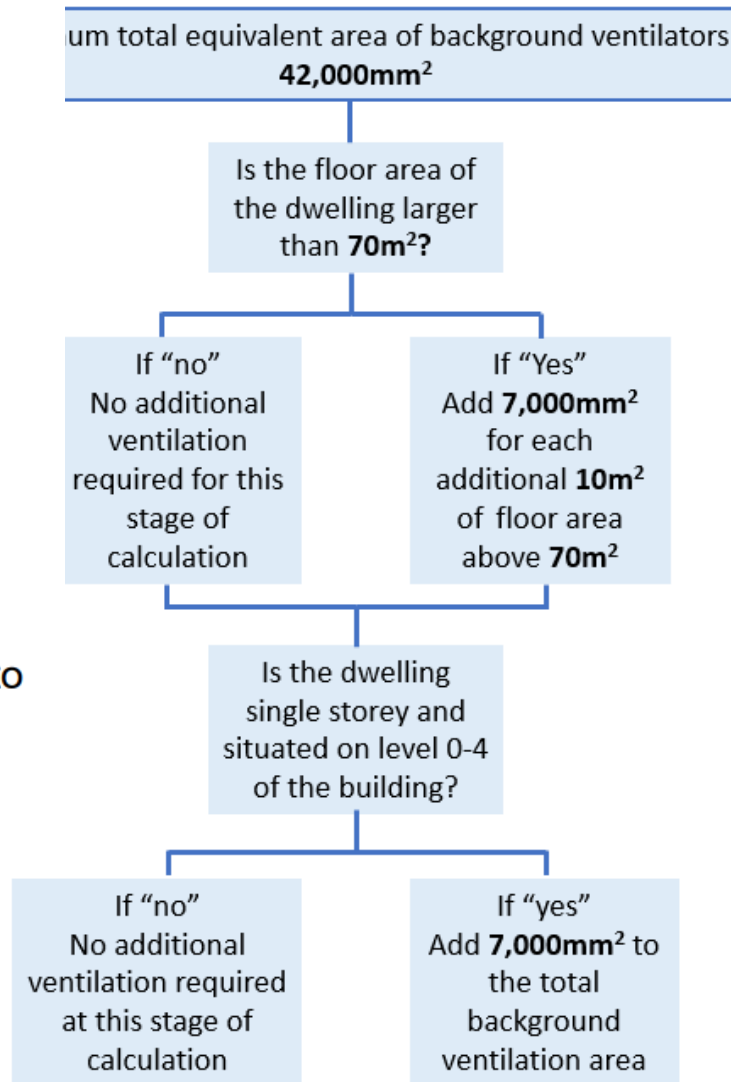 total equivalent area of background ventilators
42,000mm²
Is the floor area of
the dwelling larger
than 70m²?
If “no”
No additional
ventilation
required for this
stage of
calculation
If “Yes”
Add 7,000mm²
for each
additional 10m²
of floor area
above 70m²
Is the dwelling
single storey and
situated on level 0-4
of the building?
If “no”
No additional
ventilation required
at this stage of
calculation
If “yes”
Add 7,000mm² to
the total
background
ventilation area